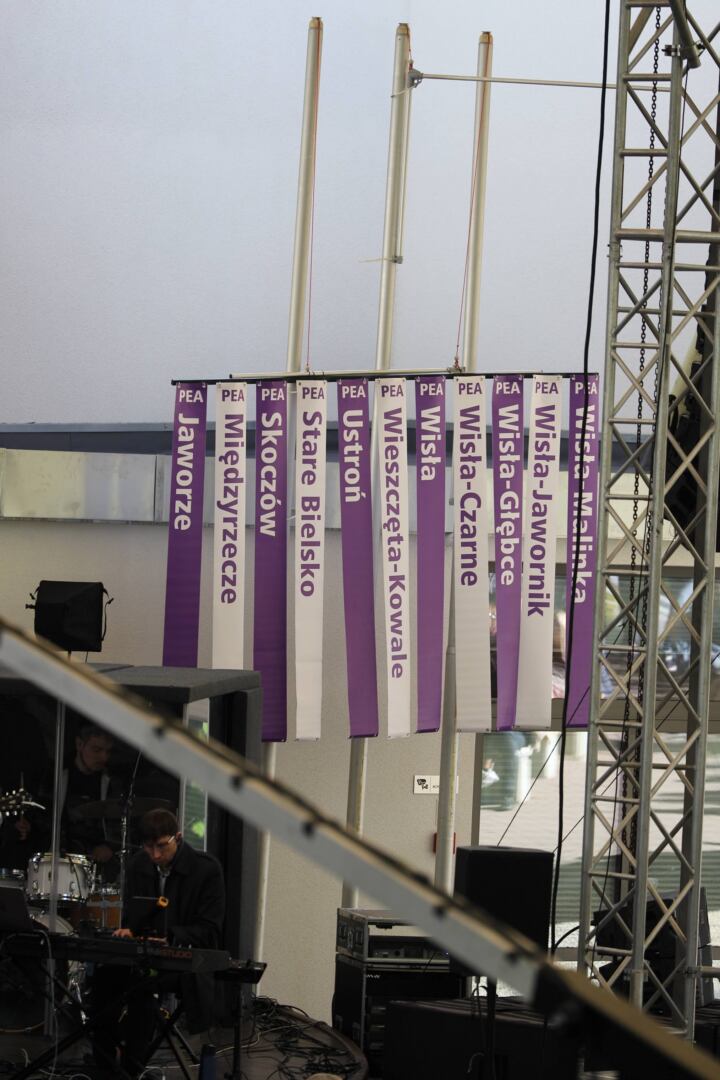 PEA
Jaworze
PEA
Międzyrzecze
PEA
Skoczów
PEA
Stare Bielsko
PEA
Ustroń
PEA
Wieszczęta-Kowale
PEA
Wisła
PEA
Wisła-Czarne
PEA
Wisła-Głębce
PEA
Wisła-Jawornik
PEA
Wisła-Malinka